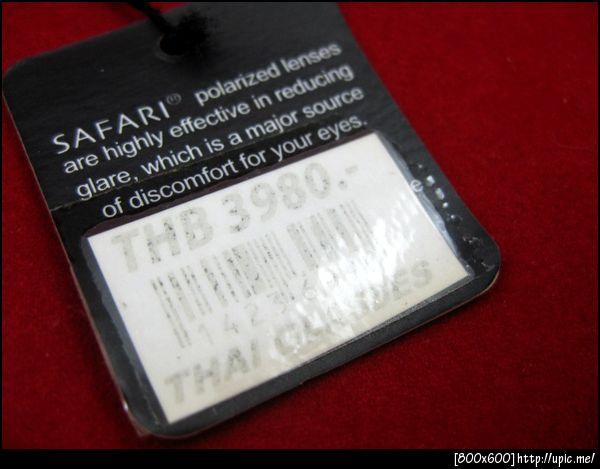 SAFARI® polarized lenses
are highly effective in reducing
glare, which is a major source
of discomfort for your eyes.
THB 3980.-
THAI
[800x600]http://upic.me/